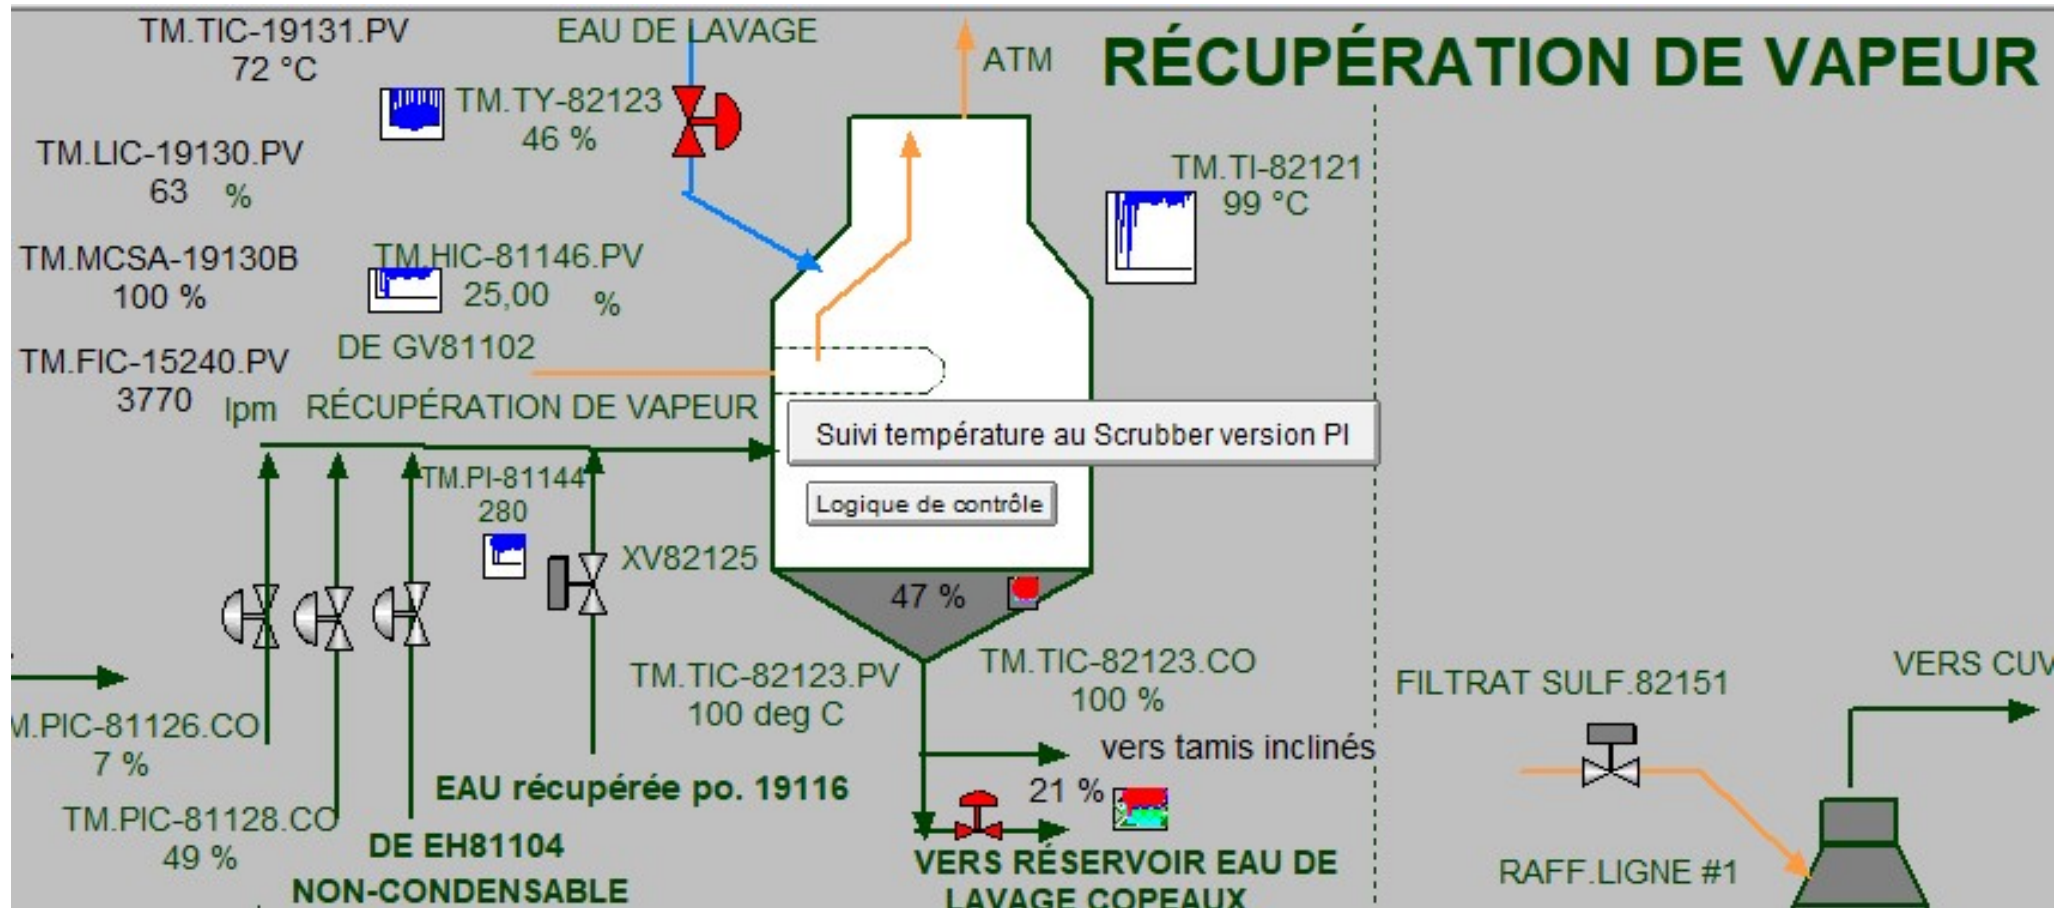 TM.TIC-19131.PV
72 °C
EAU DE LAVAGE
ATM
RÉCUPÉRATION DE VAPEUR
TM.TY-82123
46 %
TM.LIC-19130.PV
63 %
TM.TI-82121
99 °C
TM.MCSA-19130B
100 %
TM.HIC-81146.PV
25,00 %
TM.FIC-15240.PV
3770 lpm
DE GV81102
RÉCUPÉRATION DE VAPEUR
Suivi température au Scrubber version PI
TM.PI-81144
280
Logique de contrôle
XV82125
47 %
TM.TIC-82123.PV
100 deg C
TM.TIC-82123.CO
100 %
FILTRAT SULF.82151
VERS CUV
M.PIC-81126.CO
7 %
vers tamis inclinés
EAU récupérée po. 19116
21 %
TM.PIC-81128.CO
49 %
DE EH81104
NON-CONDENSABLE
VERS RÉSERVOIR EAU DE
LAVAGE COPEAUX
RAFF.LIGNE #1